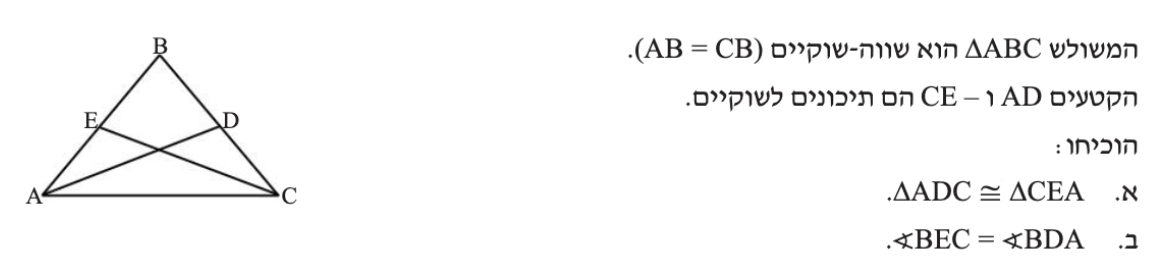 המשולש ΔABC הוא שווה-שוקיים (AB = CB).
הקטעים AD ו – CE הם תיכונים לשוקיים.
הוכיחו :
א. ΔADC ≅ ΔCEA.
ב. ∢BEC = ∢BDA.
B
E
D
A
C